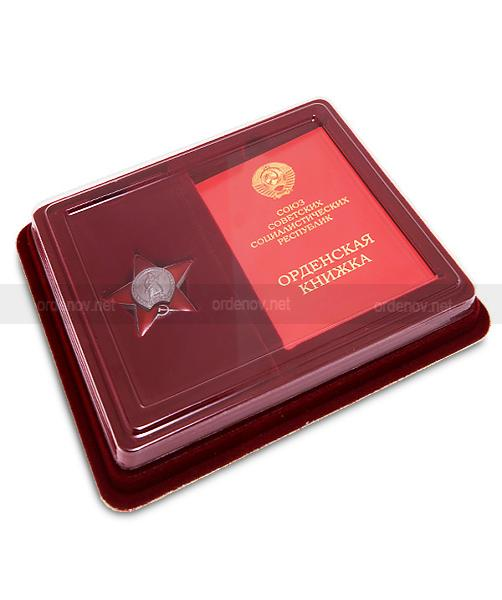 СОЮЗ
СОВЕТСКИХ
СОЦИАЛИСТИЧЕСКИХ
РЕСПУБЛИК
ОРДЕНСКАЯ
КНИЖКА
ordenov.net ordenov.net ordenov.net